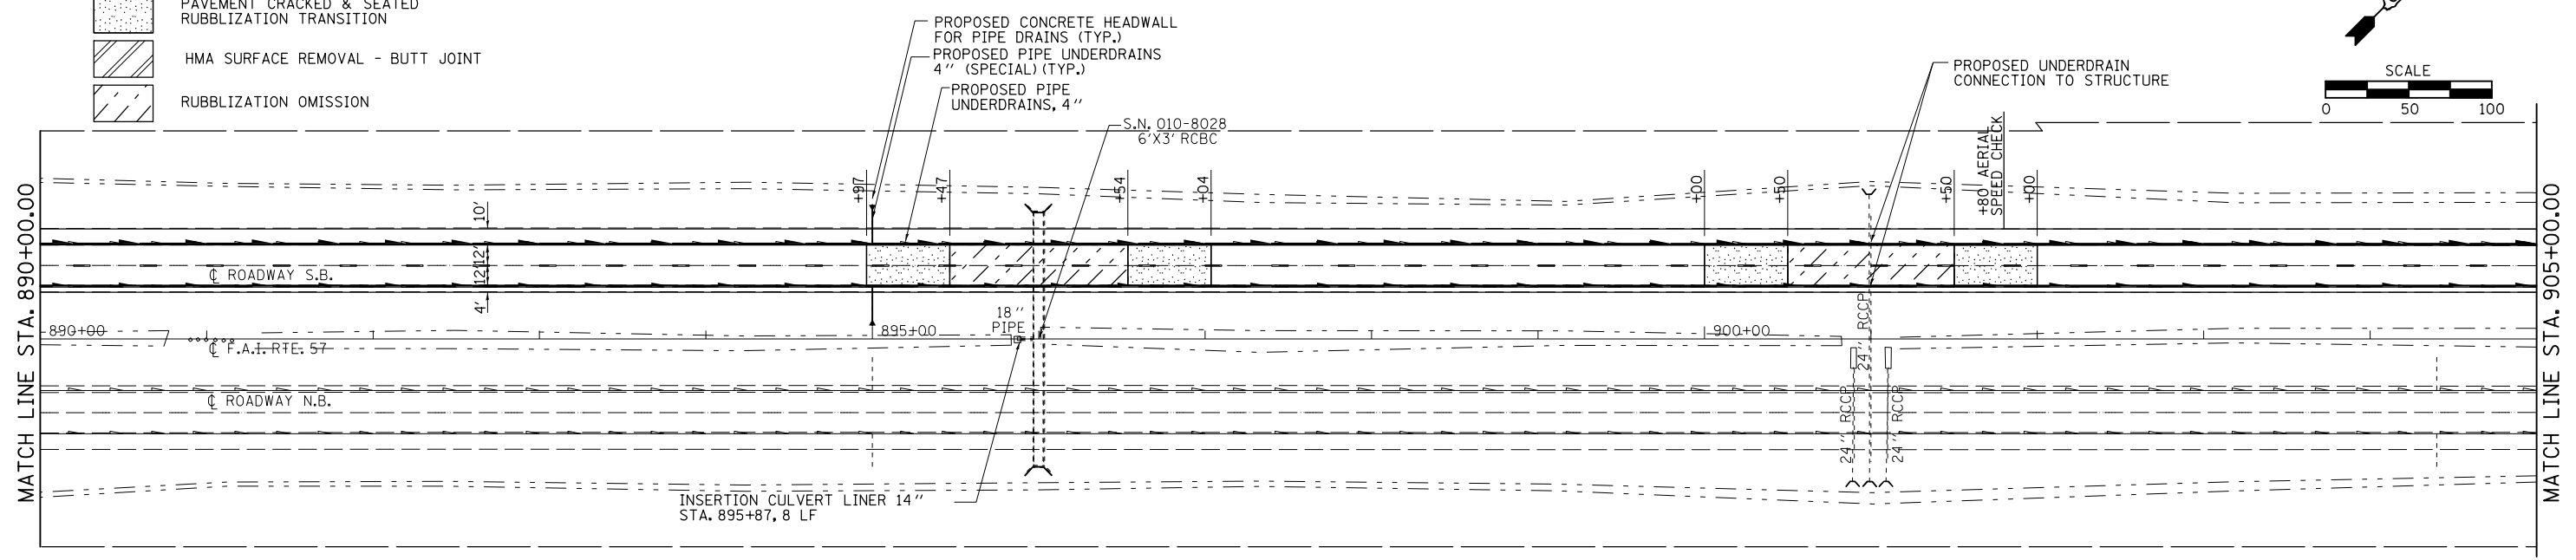 PAVEMENT CRACKED & SEATED
RUBBLIZATION TRANSITION
HMA SURFACE REMOVAL - BUTT JOINT
RUBBLIZATION OMISSION
PROPOSED CONCRETE HEADWALL
FOR PIPE DRAINS (TYP.)
PROPOSED PIPE UNDERDRAINS
4" (SPECIAL) (TYP.)
PROPOSED PIPE
UNDERDRAINS, 4"
S.N. 010-8028
6'X3' RCBC
PROPOSED UNDERDRAIN
CONNECTION TO STRUCTURE
SCALE
0 50 100
+80 AERIAL
SPEED CHECK
MATCH LINE STA. 890+00.00
+97
+47
+54
+04
+00
+50
+50
+00
10'
12'
12'
4'
℄ ROADWAY S.B.
890+00
895+00
900+00
18"
PIPE
℄ F.A.I. RTE. 57
24" RCCP
℄ ROADWAY N.B.
24" RCCP
24" RCCP
INSERTION CULVERT LINER 14"
STA. 895+87, 8 LF
MATCH LINE STA. 905+00.00